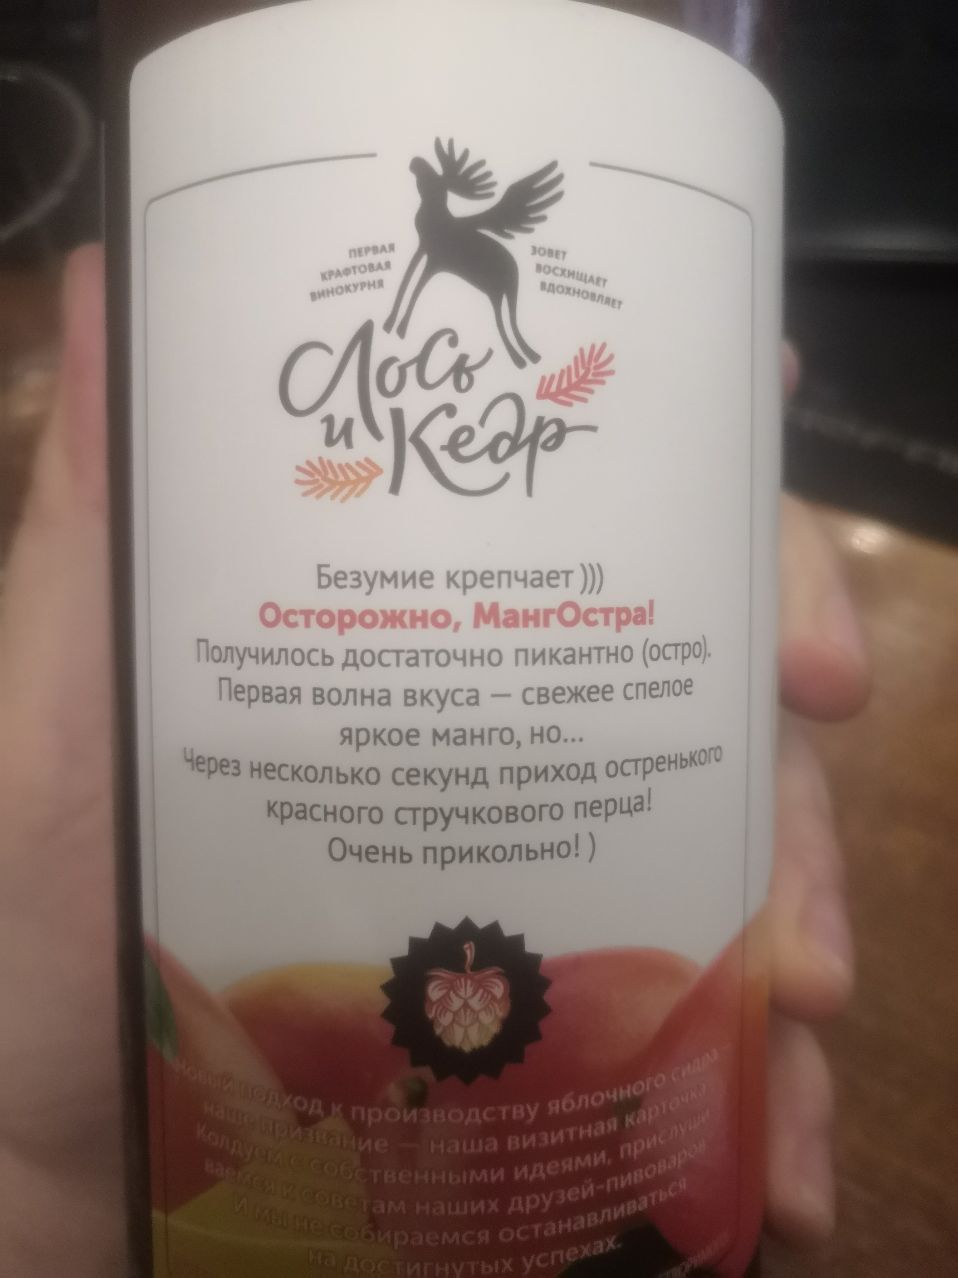 ПЕРВАЯ
КРАФТОВАЯ
ВИНОКУРНЯ
ЗОВЕТ
ВОСХИЩАЕТ
ВДОХНОВЛЯЕТ
Лось
и Кедр
Безумие крепчает )))
Осторожно, МангОстра!
Получилось достаточно пикантно (остро).
Первая волна вкуса — свежее спелое
яркое манго, но...
Через несколько секунд приход остренького
красного стручкового перца!
Очень прикольно! )
новый подход к производству яблочного сидра –
наше призвание — наша визитная карточка.
Колдуем с собственными идеями, прислуши-
ваемся к советам наших друзей-пивоваров.
И мы не собираемся останавливаться
на достигнутых успехах.